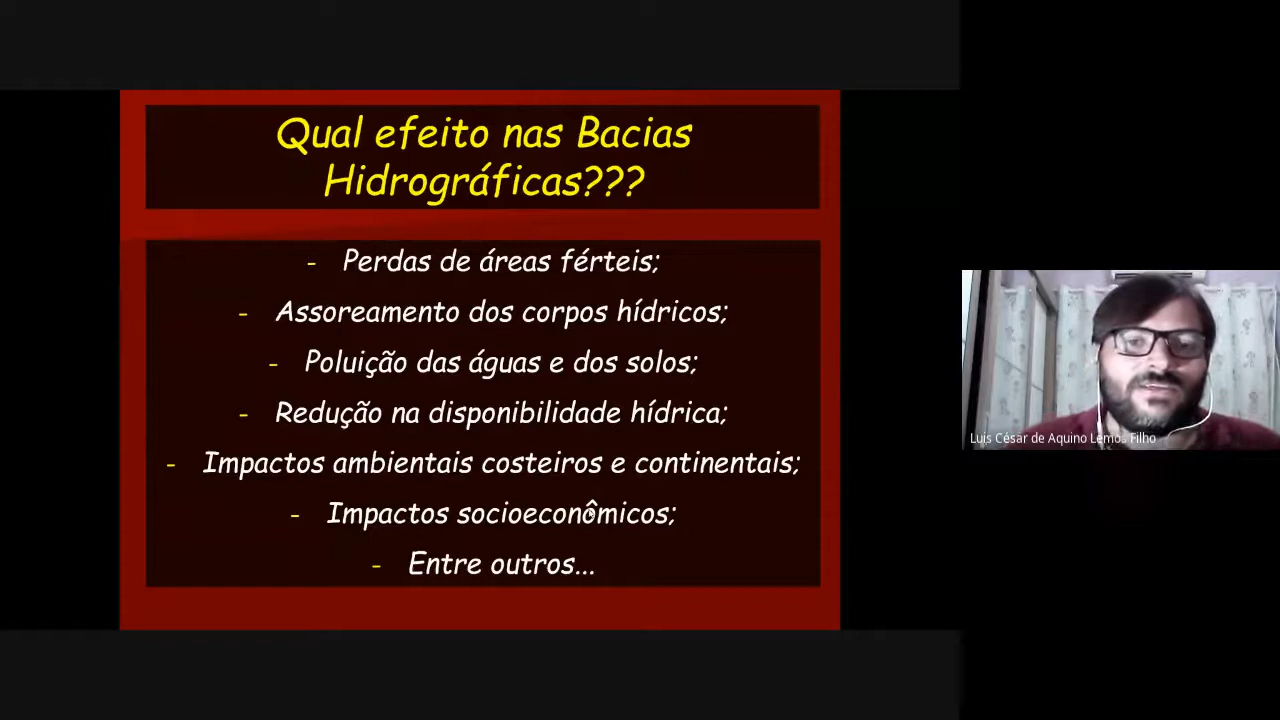 Qual efeito nas Bacias
Hidrográficas???
- Perdas de áreas férteis;
- Assoreamento dos corpos hídricos;
- Poluição das águas e dos solos;
- Redução na disponibilidade hídrica;
- Impactos ambientais costeiros e continentais;
- Impactos socioeconômicos;
- Entre outros...
Luis César de Aquino Lemos Filho